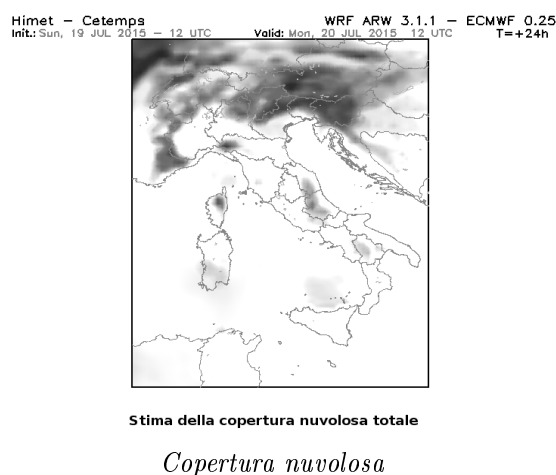 Himet – Cetemps WRF ARW 3.1.1 – ECMWF 0.25
Init.: Sun, 19 JUL 2015 – 12 UTC Valid: Mon, 20 JUL 2015 12 UTC T=+24h
Stima della copertura nuvolosa totale
Copertura nuvolosa